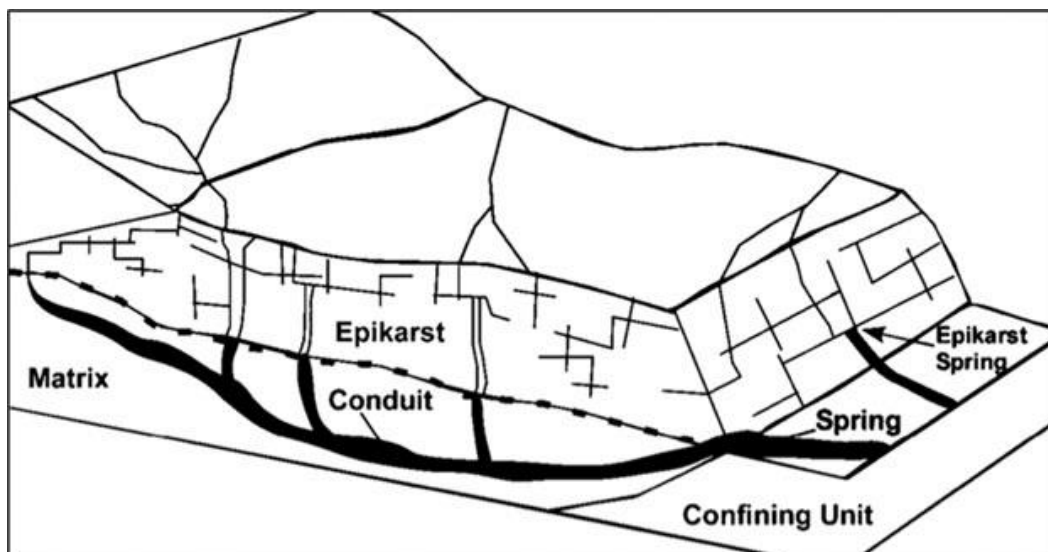 Epikarst
Epikarst
Spring
Matrix
Conduit
Spring
Confining Unit